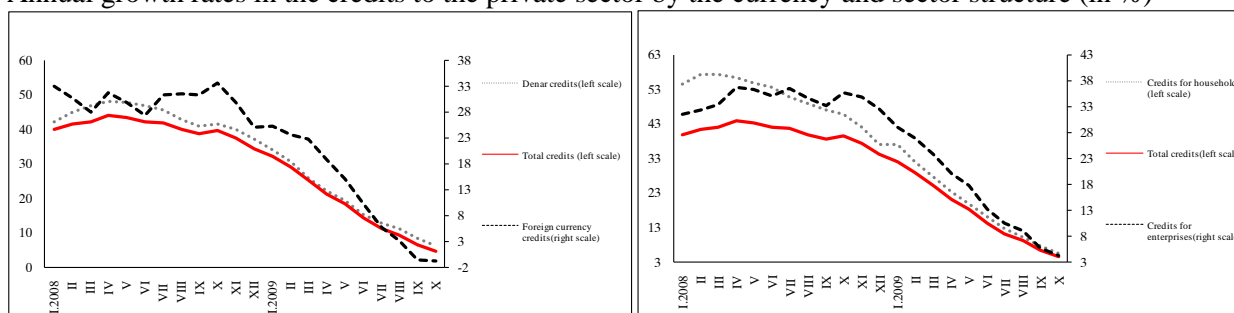 Annual growth rates in the credits to the private sector by the currency and sector structure (in %)
60
50
40
30
20
10
0
38
33
28
23
18
13
8
3
-2
Denar credits(left scale)
Total credits (left scale)
Foreign currency
credits(right scale)
I.2008
II
III
IV
V
VI
VII
VIII
IX
X
XI
XII
I.2009
II
III
IV
V
VI
VII
VIII
IX
X
63
53
43
33
23
13
3
43
38
33
28
23
18
13
8
3
Credits for household
(left scale)
Total credits(left scal
Credits for
enterprises(right scale
I.2008
II
III
IV
V
VI
VII
VIII
IX
X
XI
XII
I.2009
II
III
IV
V
VI
VII
VIII
IX
X